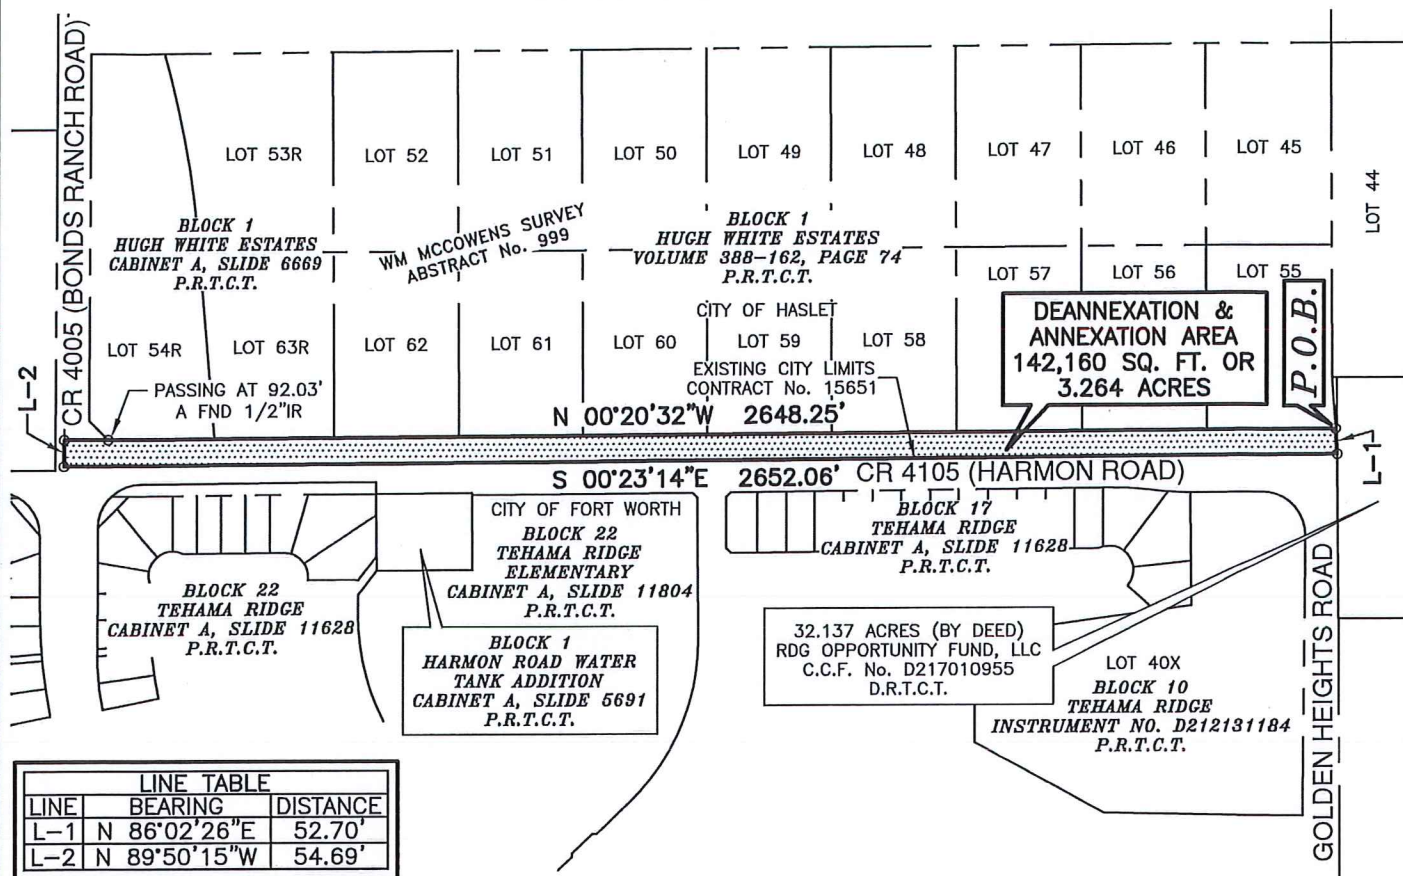 CR 4005 (BONDS RANCH ROAD)
LOT 53R
LOT 52
LOT 51
LOT 50
LOT 49
LOT 48
LOT 47
LOT 46
LOT 45
LOT 44
BLOCK 1
HUGH WHITE ESTATES
CABINET A, SLIDE 6669
P.R.T.C.T.
WM MCCOWENS SURVEY
ABSTRACT No. 999
BLOCK 1
HUGH WHITE ESTATES
VOLUME 388-162, PAGE 74
P.R.T.C.T.
LOT 57
LOT 56
LOT 55
CITY OF HASLET
DEANNEXATION &
ANNEXATION AREA
142,160 SQ. FT. OR
3.264 ACRES
P.O.B.
LOT 54R
LOT 63R
LOT 62
LOT 61
LOT 60
LOT 59
LOT 58
EXISTING CITY LIMITS
CONTRACT No. 15651
L-2
PASSING AT 92.03'
A FND 1/2"IR
N 00°20'32"W 2648.25'
S 00°23'14"E 2652.06'
CR 4105 (HARMON ROAD)
L-1
CITY OF FORT WORTH
BLOCK 22
TEHAMA RIDGE
ELEMENTARY
CABINET A, SLIDE 11804
P.R.T.C.T.
BLOCK 17
TEHAMA RIDGE
CABINET A, SLIDE 11628
P.R.T.C.T.
BLOCK 22
TEHAMA RIDGE
CABINET A, SLIDE 11628
P.R.T.C.T.
BLOCK 1
HARMON ROAD WATER
TANK ADDITION
CABINET A, SLIDE 5691
P.R.T.C.T.
32.137 ACRES (BY DEED)
RDG OPPORTUNITY FUND, LLC
C.C.F. No. D217010955
D.R.T.C.T.
LOT 40X
BLOCK 10
TEHAMA RIDGE
INSTRUMENT NO. D212131184
P.R.T.C.T.
GOLDEN HEIGHTS ROAD
LINE TABLE
LINE BEARING DISTANCE
L-1 N 86°02'26"E 52.70'
L-2 N 89°50'15"W 54.69'